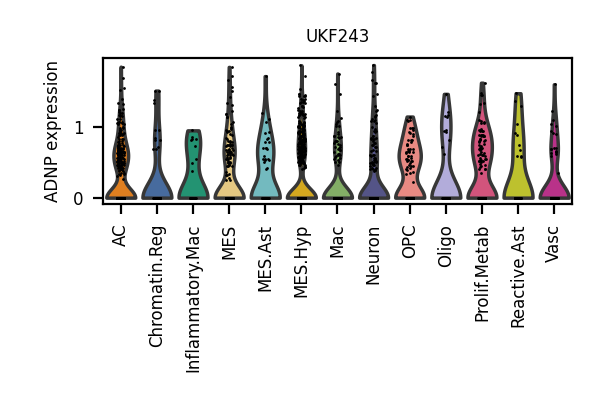 UKF243
ADNP expression
1
0
AC
Chromatin.Reg
Inflammatory.Mac
MES
MES.Ast
MES.Hyp
Mac
Neuron
OPC
Oligo
Prolif.Metab
Reactive.Ast
Vasc